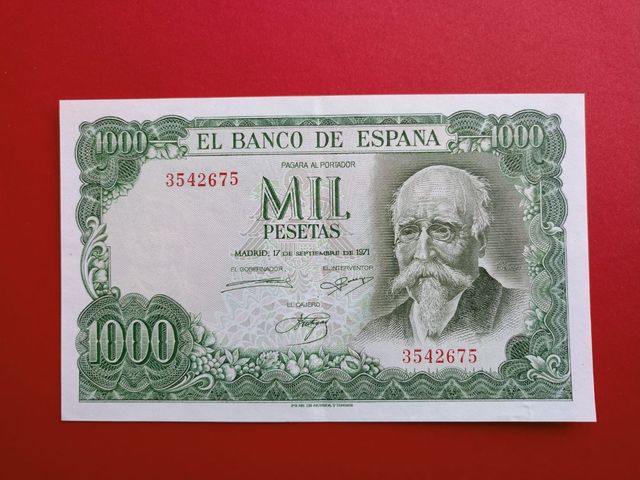 1000 EL BANCO DE ESPAÑA 1000
PAGARA AL PORTADOR
3542675
MIL
PESETAS
MADRID, 17 DE SEPTIEMBRE DE 1971
EL GOBERNADOR EL INTERVENTOR
EL CAJERO
1000
3542675